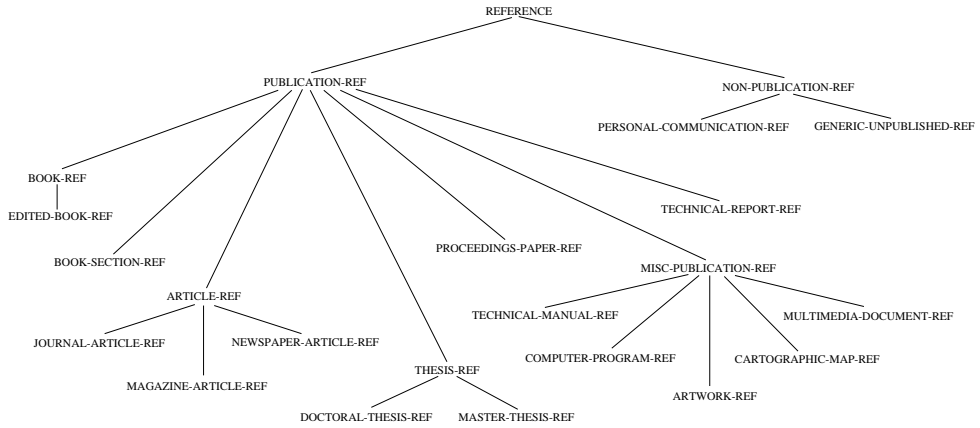 REFERENCE
PUBLICATION-REF
NON-PUBLICATION-REF
PERSONAL-COMMUNICATION-REF
GENERIC-UNPUBLISHED-REF
BOOK-REF
EDITED-BOOK-REF
TECHNICAL-REPORT-REF
PROCEEDINGS-PAPER-REF
BOOK-SECTION-REF
MISC-PUBLICATION-REF
ARTICLE-REF
TECHNICAL-MANUAL-REF
MULTIMEDIA-DOCUMENT-REF
JOURNAL-ARTICLE-REF
NEWSPAPER-ARTICLE-REF
COMPUTER-PROGRAM-REF
CARTOGRAPHIC-MAP-REF
THESIS-REF
MAGAZINE-ARTICLE-REF
ARTWORK-REF
DOCTORAL-THESIS-REF
MASTER-THESIS-REF